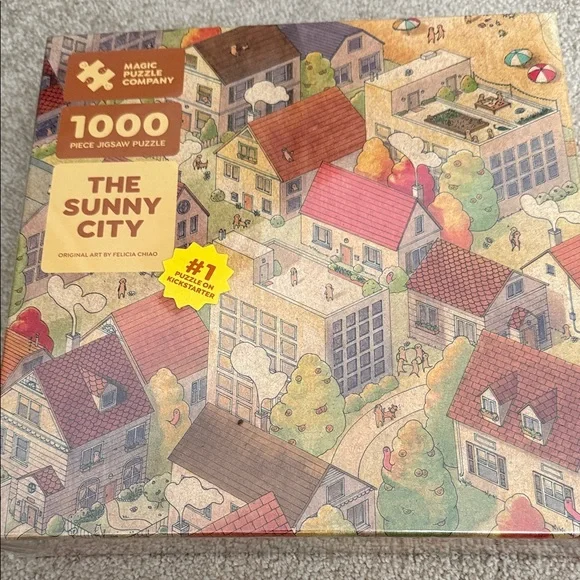 MAGIC
PUZZLE
COMPANY
1000
PIECE JIGSAW PUZZLE
THE
SUNNY
CITY
ORIGINAL ART BY FELICIA CHIAO
#1
PUZZLE ON
KICKSTARTER